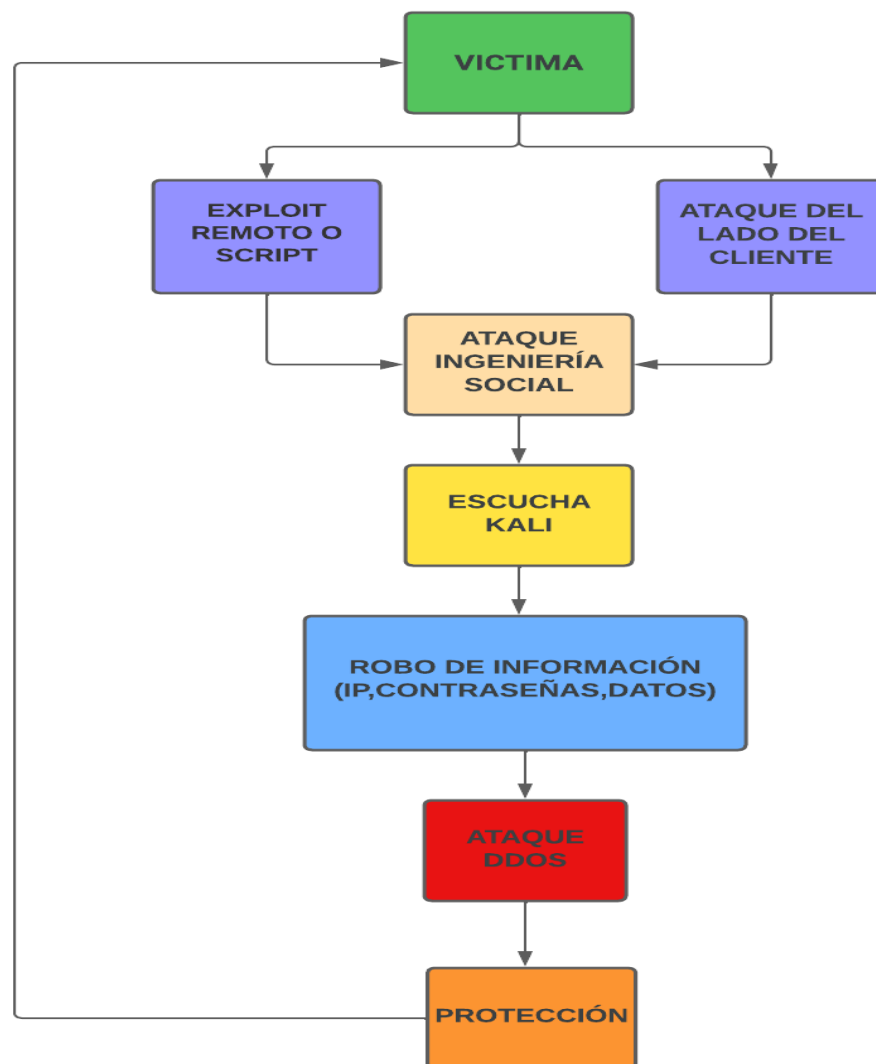 VICTIMA
EXPLOIT
REMOTO O
SCRIPT
ATAQUE DEL
LADO DEL
CLIENTE
ATAQUE
INGENIERÍA
SOCIAL
ESCUCHA
KALI
ROBO DE INFORMACIÓN
(IP,CONTRASEÑAS,DATOS)
ATAQUE
DDOS
PROTECCIÓN